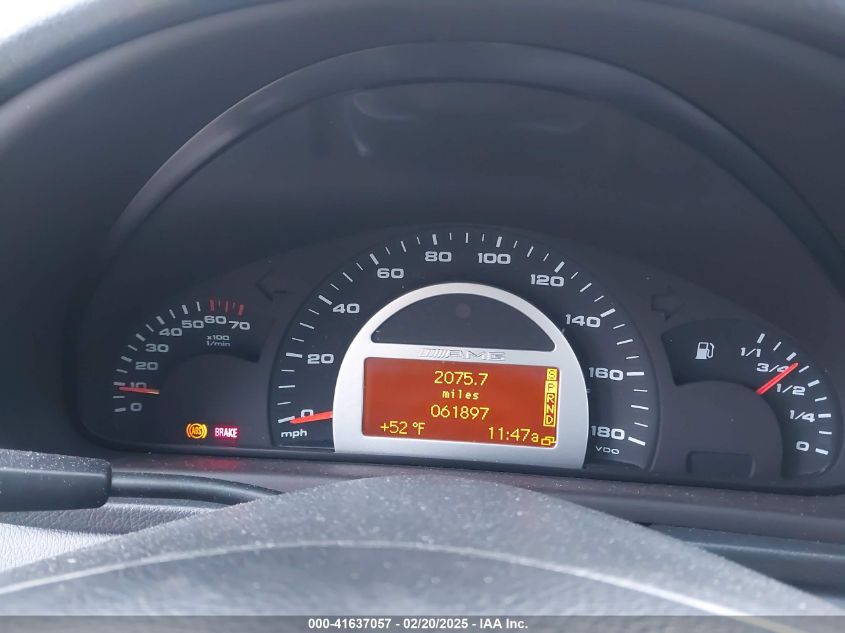 70
60
50
40
30
20
10
0
x100
1/min
ABS
BRAKE
0
20
40
60
80
100
120
140
160
180
mph
VDO
AMG
2075.7
miles
061897
+52 °F
11:47a
S
P
R
N
D
1/1
3/4
1/2
1/4
0
000-41637057 / 02/20/2025 - IAA Inc.